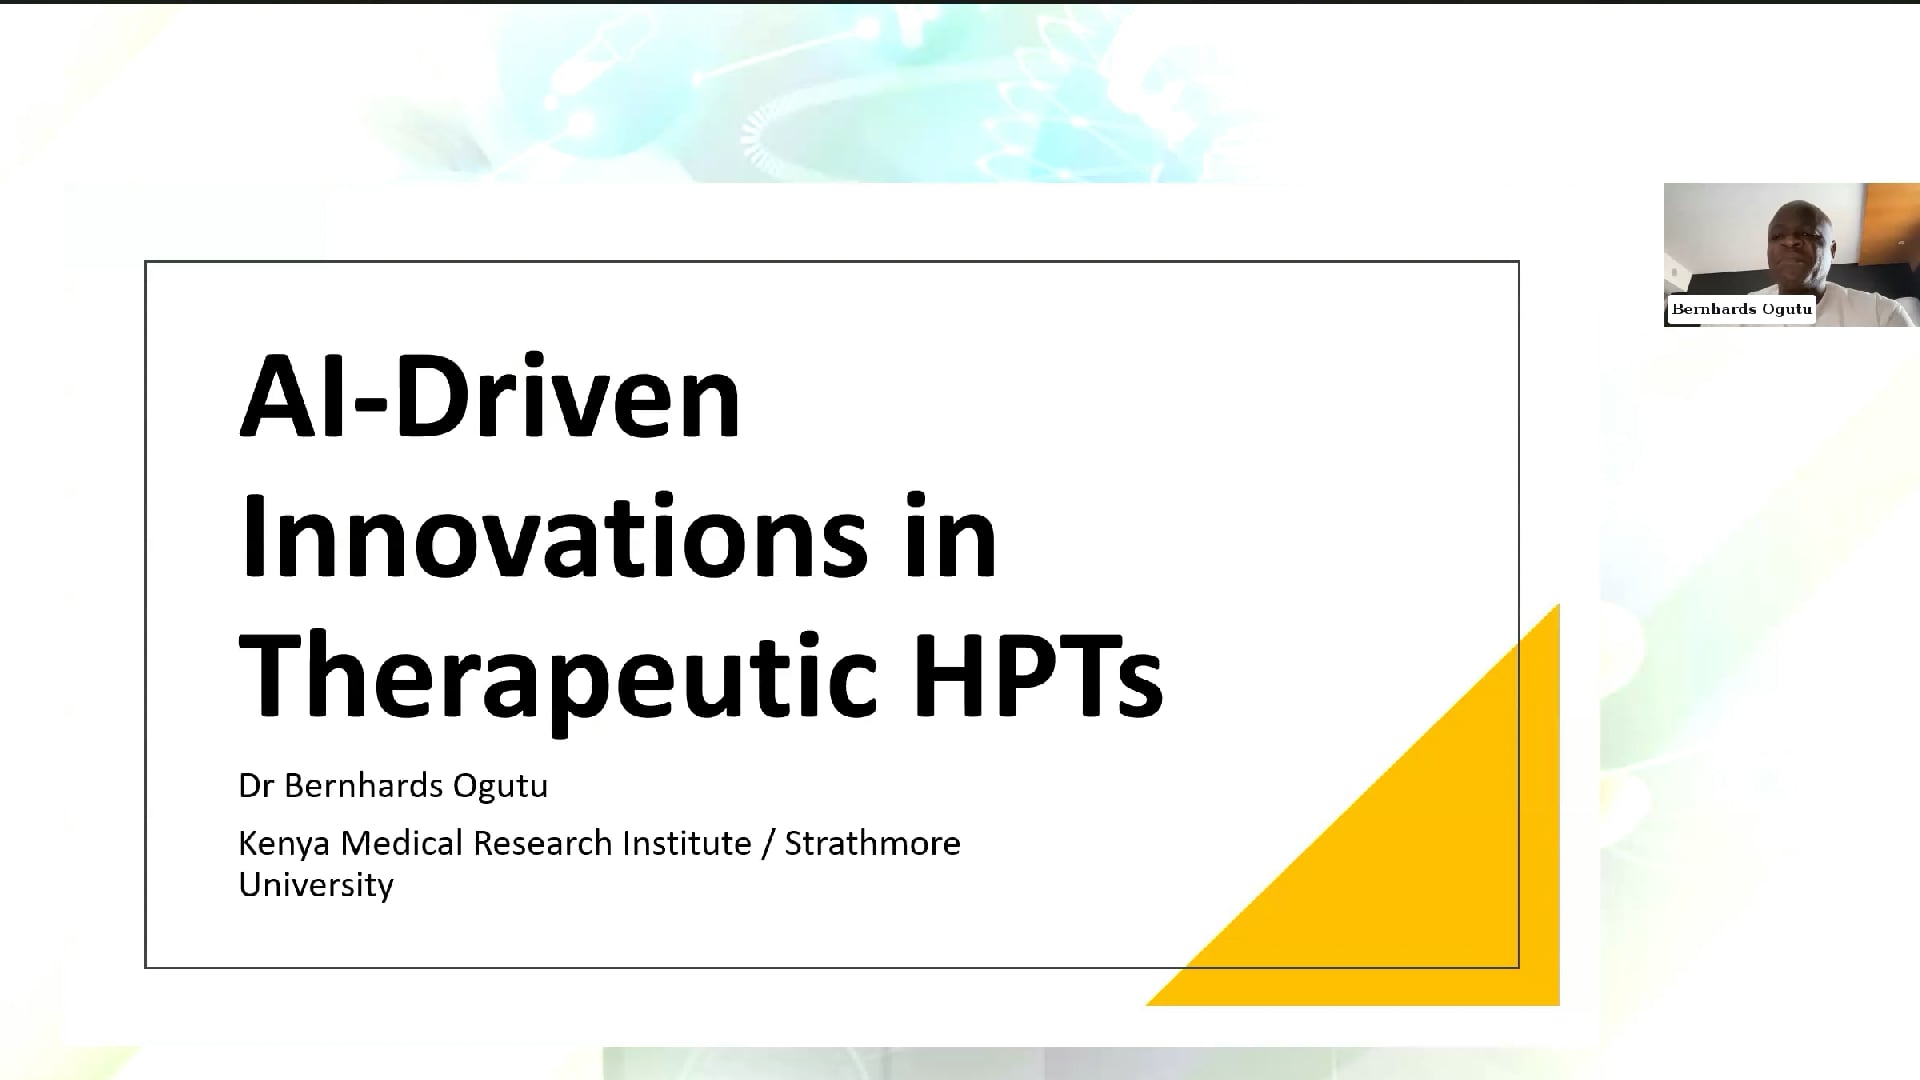 AI-Driven
Innovations in
Therapeutic HPTs
Dr Bernhards Ogutu
Kenya Medical Research Institute / Strathmore
University
Bernhards Ogutu